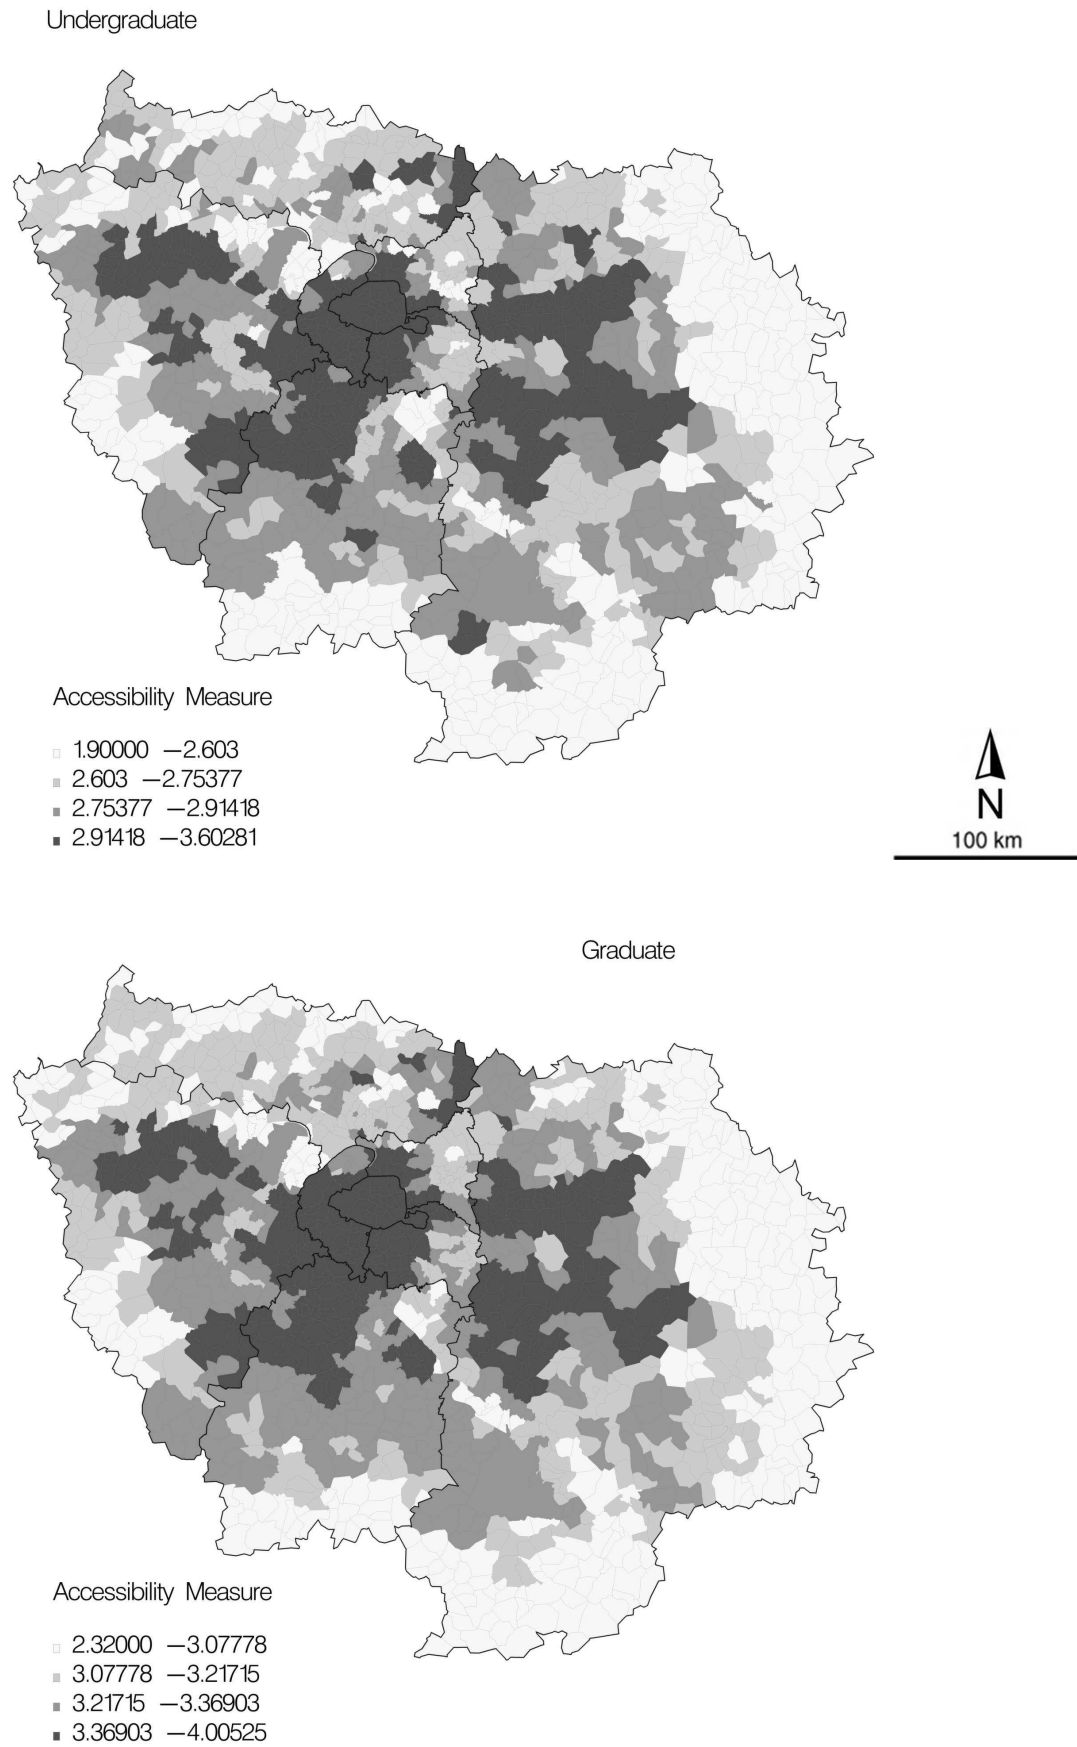 Undergraduate
Accessibility Measure
1.90000 – 2.603
2.603 – 2.75377
2.75377 – 2.91418
2.91418 – 3.60281
N
100 km
Graduate
Accessibility Measure
2.32000 – 3.07778
3.07778 – 3.21715
3.21715 – 3.36903
3.36903 – 4.00525